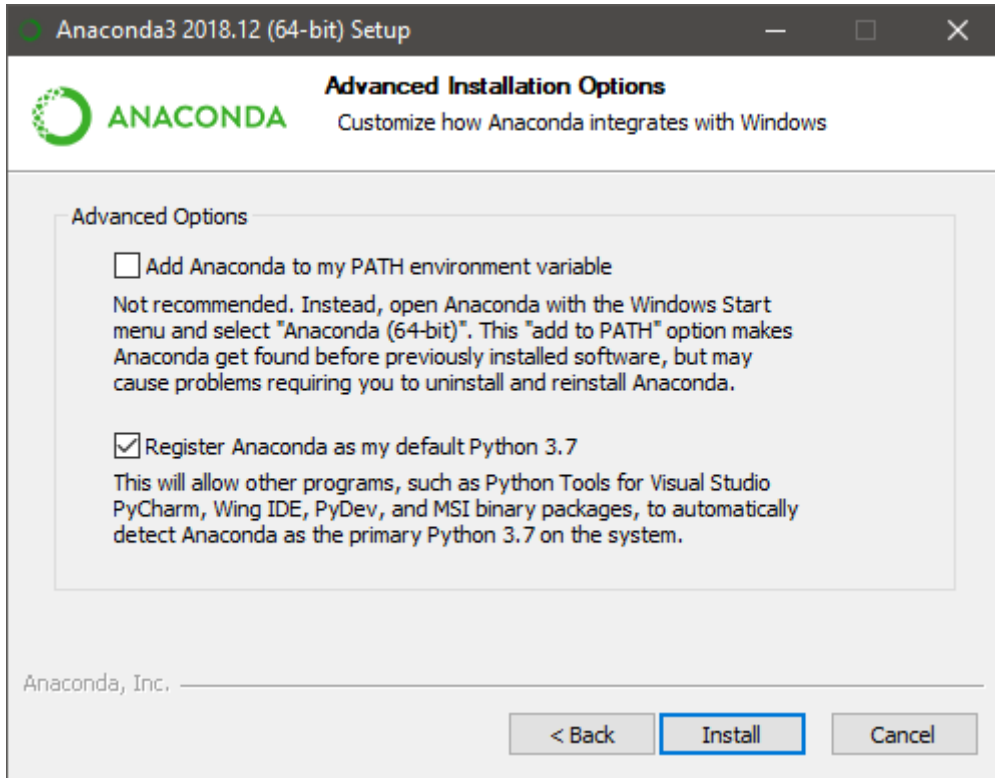 Anaconda3 2018.12 (64-bit) Setup
ANACONDA
Advanced Installation Options
Customize how Anaconda integrates with Windows
Advanced Options
Add Anaconda to my PATH environment variable
Not recommended. Instead, open Anaconda with the Windows Start
menu and select "Anaconda (64-bit)". This "add to PATH" option makes
Anaconda get found before previously installed software, but may
cause problems requiring you to uninstall and reinstall Anaconda.
Register Anaconda as my default Python 3.7
This will allow other programs, such as Python Tools for Visual Studio
PyCharm, Wing IDE, PyDev, and MSI binary packages, to automatically
detect Anaconda as the primary Python 3.7 on the system.
Anaconda, Inc.
< Back
Install
Cancel